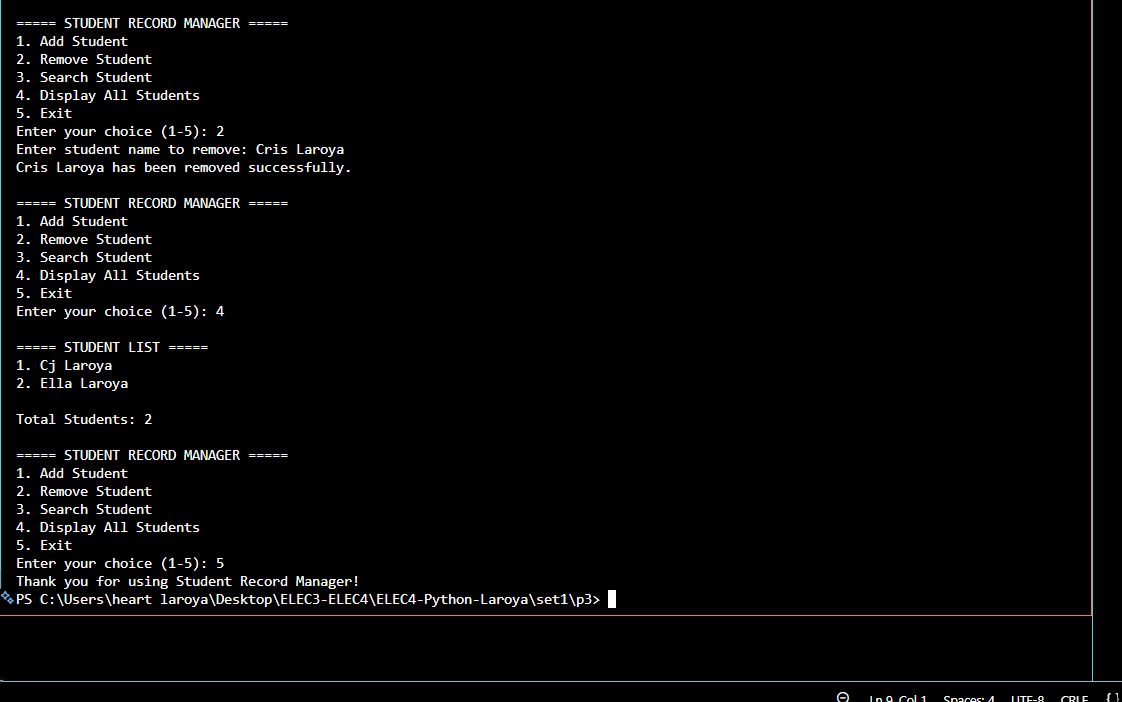 ===== STUDENT RECORD MANAGER =====
1. Add Student
2. Remove Student
3. Search Student
4. Display All Students
5. Exit
Enter your choice (1-5): 2
Enter student name to remove: Cris Laroya
Cris Laroya has been removed successfully.
===== STUDENT RECORD MANAGER =====
1. Add Student
2. Remove Student
3. Search Student
4. Display All Students
5. Exit
Enter your choice (1-5): 4
===== STUDENT LIST =====
1. Cj Laroya
2. Ella Laroya
Total Students: 2
===== STUDENT RECORD MANAGER =====
1. Add Student
2. Remove Student
3. Search Student
4. Display All Students
5. Exit
Enter your choice (1-5): 5
Thank you for using Student Record Manager!
PS C:\Users\heart laroya\Desktop\ELEC3-ELEC4\ELEC4-Python-Laroya\set1\p3>
Ln 9, Col 1 Spaces: 4 UTF-8 CRLF { }